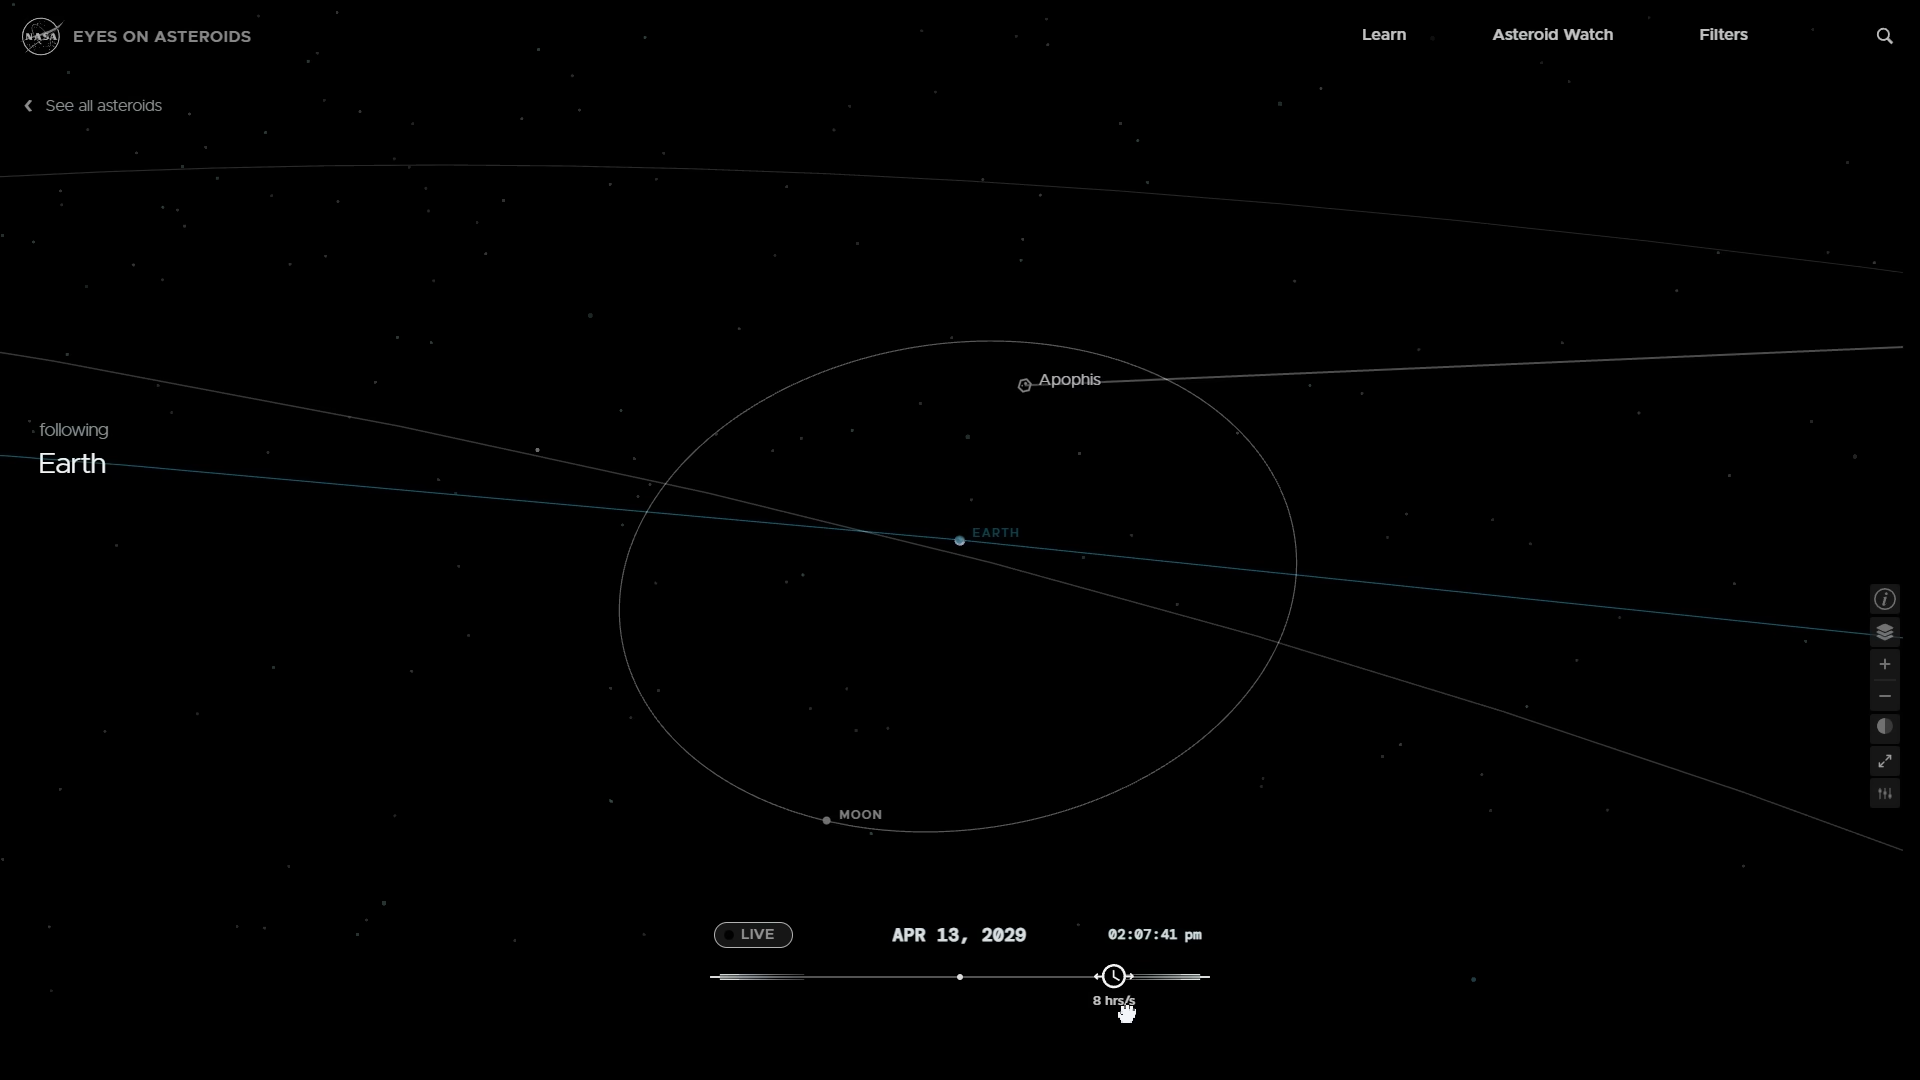 NASA
EYES ON ASTEROIDS
Learn
Asteroid Watch
Filters
See all asteroids
Apophis
following
Earth
EARTH
MOON
LIVE
APR 13, 2029
02:07:41 pm
8 hrs/s